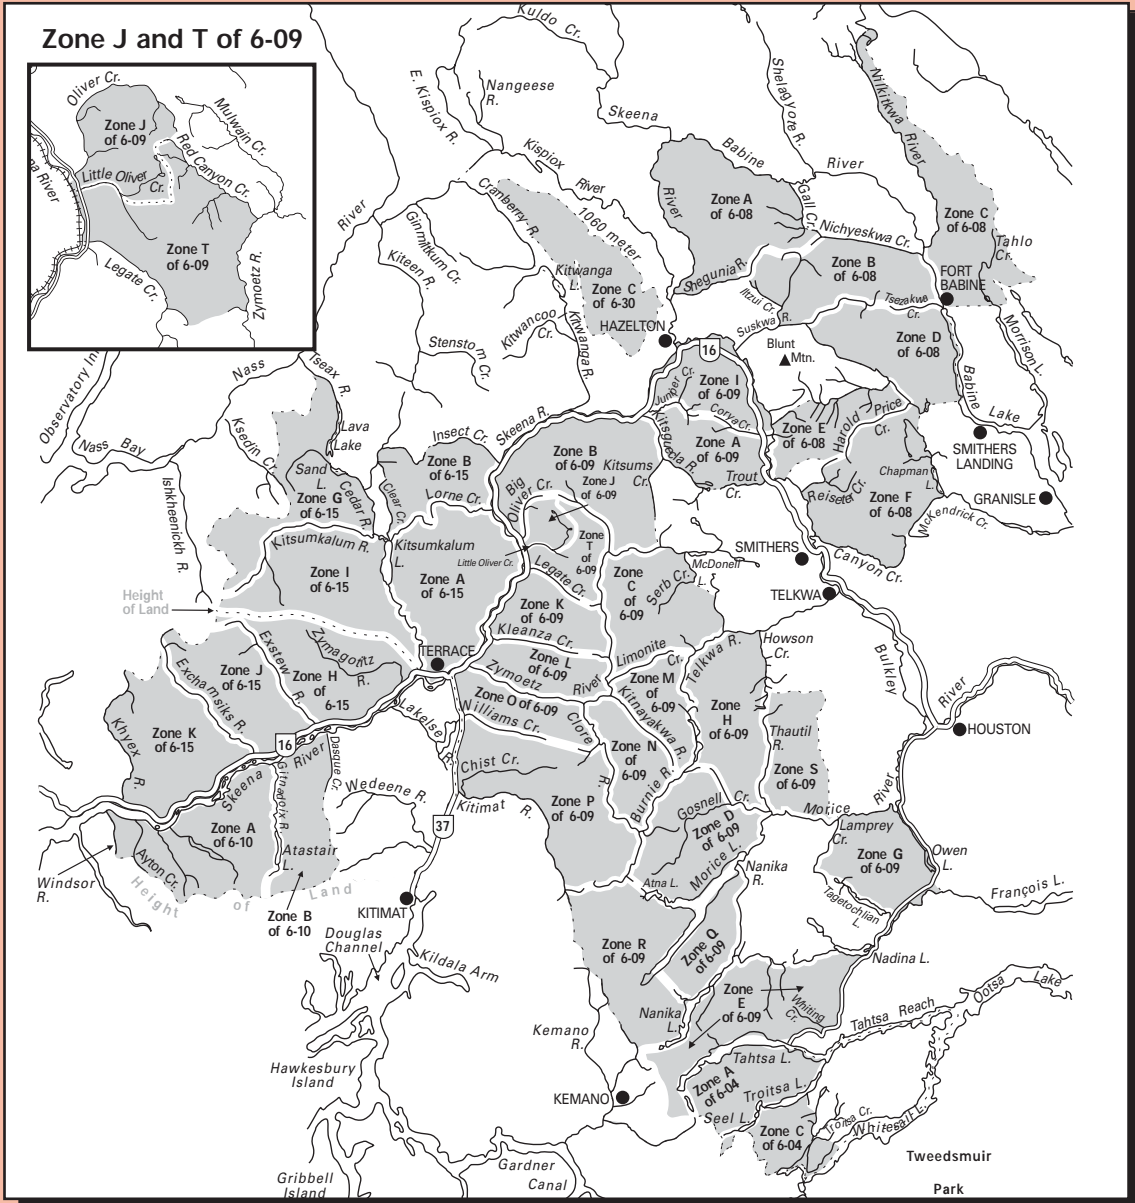 Zone J and T of 6-09
Oliver Cr.
Mulwain Cr.
Zone J
of 6-09
Red Canyon Cr.
Little Oliver
Cr.
na River
Zone T
of 6-09
Legate Cr.
Zymoetz R.
Kuldo Cr.
E. Kispiox R.
Nangeese
R.
Skeena
Shelagyote R.
Nilkitkwa River
Kispiox
River
Babine
River
River
Cranberry R.
1060 meter
River
Zone A
of 6-08
Gall Cr.
Zone C
of 6-08
Ginmiltkum Cr.
Kiteen R.
Nichyeskwa Cr.
Tahlo
Cr.
Kitwanga
L.
Zone C
of 6-30
Shegunia R.
Zone B
of 6-08
FORT
BABINE
Iltzui Cr.
Tsezakwa
Cr.
Kitwancoo
Cr.
Kitwanga R.
HAZELTON
Suskwa R.
Morrison L.
Stenstom Cr.
16
Blunt
Mtn.
Zone D
of 6-08
Observatory In
Nass
Tseax R.
Juniper Cr.
Zone I
of 6-09
Babine
Lake
Ksedin Cr.
Lava
Lake
Skeena R.
Corya Cr.
Zone E
of 6-08
Harold Price
Cr.
Nass Bay
Insect Cr.
Kitsguecla R.
Zone A
of 6-09
SMITHERS
LANDING
Sand
L.
Zone B
of 6-15
Zone B
of 6-09
Kitsums
Cr.
Trout
Cr.
Chapman
L.
Ishkheenickh R.
Zone G
of 6-15
Cedar R.
Clear Cr.
Lorne Cr.
Big
Oliver Cr.
Zone J
of 6-09
Reiseter Cr.
Zone F
of 6-08
GRANISLE
McKendrick Cr.
Kitsumkalum R.
Kitsumkalum
L.
Zone
T
of
6-09
SMITHERS
Zone I
of 6-15
Zone A
of 6-15
Little Oliver Cr.
Legate Cr.
Zone
C
of
6-09
Serb Cr.
McDonell
L.
Canyon Cr.
Height
of Land
TELKWA
Zone K
of 6-09
Kleanza Cr.
Exstew R.
Zymagotitz
R.
TERRACE
Limonite
Cr.
Telkwa R.
Howson
Cr.
Bulkley
River
Exchamsiks R.
Zone J
of 6-15
Zone H
of
6-15
Zone L
of 6-09
Zymoetz
River
Zone M
of
6-09
Kitnayakwa R.
Zone O of 6-09
Khyex
R.
Zone K
of 6-15
Lakelse
R.
Williams Cr.
Clore
R.
Zone
H
of 6-09
HOUSTON
16
Thautil
R.
Zone N
of
6-09
Skeena
River
Dasque Cr.
Gitnadoix R.
Chist Cr.
Burnie R.
Zone S
of 6-09
River
Wedeene R.
Kitimat
R.
Zone P
of 6-09
Gosnell
Cr.
Morice
37
Zone A
of 6-10
Zone D
of 6-09
Lamprey
Cr.
Atastair
L.
Ayton Cr.
Morice L.
Nanika
R.
Zone G
of 6-09
Owen
L.
Windsor
R.
Height
of
Land
Atna L.
Tagetochlian
L.
François L.
KITIMAT
Zone B
of 6-10
Douglas
Channel
Zone R
of 6-09
Zone Q
of 6-09
Nadina L.
Kildala Arm
Zone
E
of 6-09
Whiting
Cr.
Ootsa
Lake
Nanika
L.
Tahtsa Reach
Kemano
R.
Hawkesbury
Island
Tahtsa L.
Zone A
of 6-04
Troitsa L.
KEMANO
Seel L.
Troitsa Cr.
Whitesail L.
Zone C
of 6-04
Gardner
Canal
Gribbell
Island
Tweedsmuir
Park